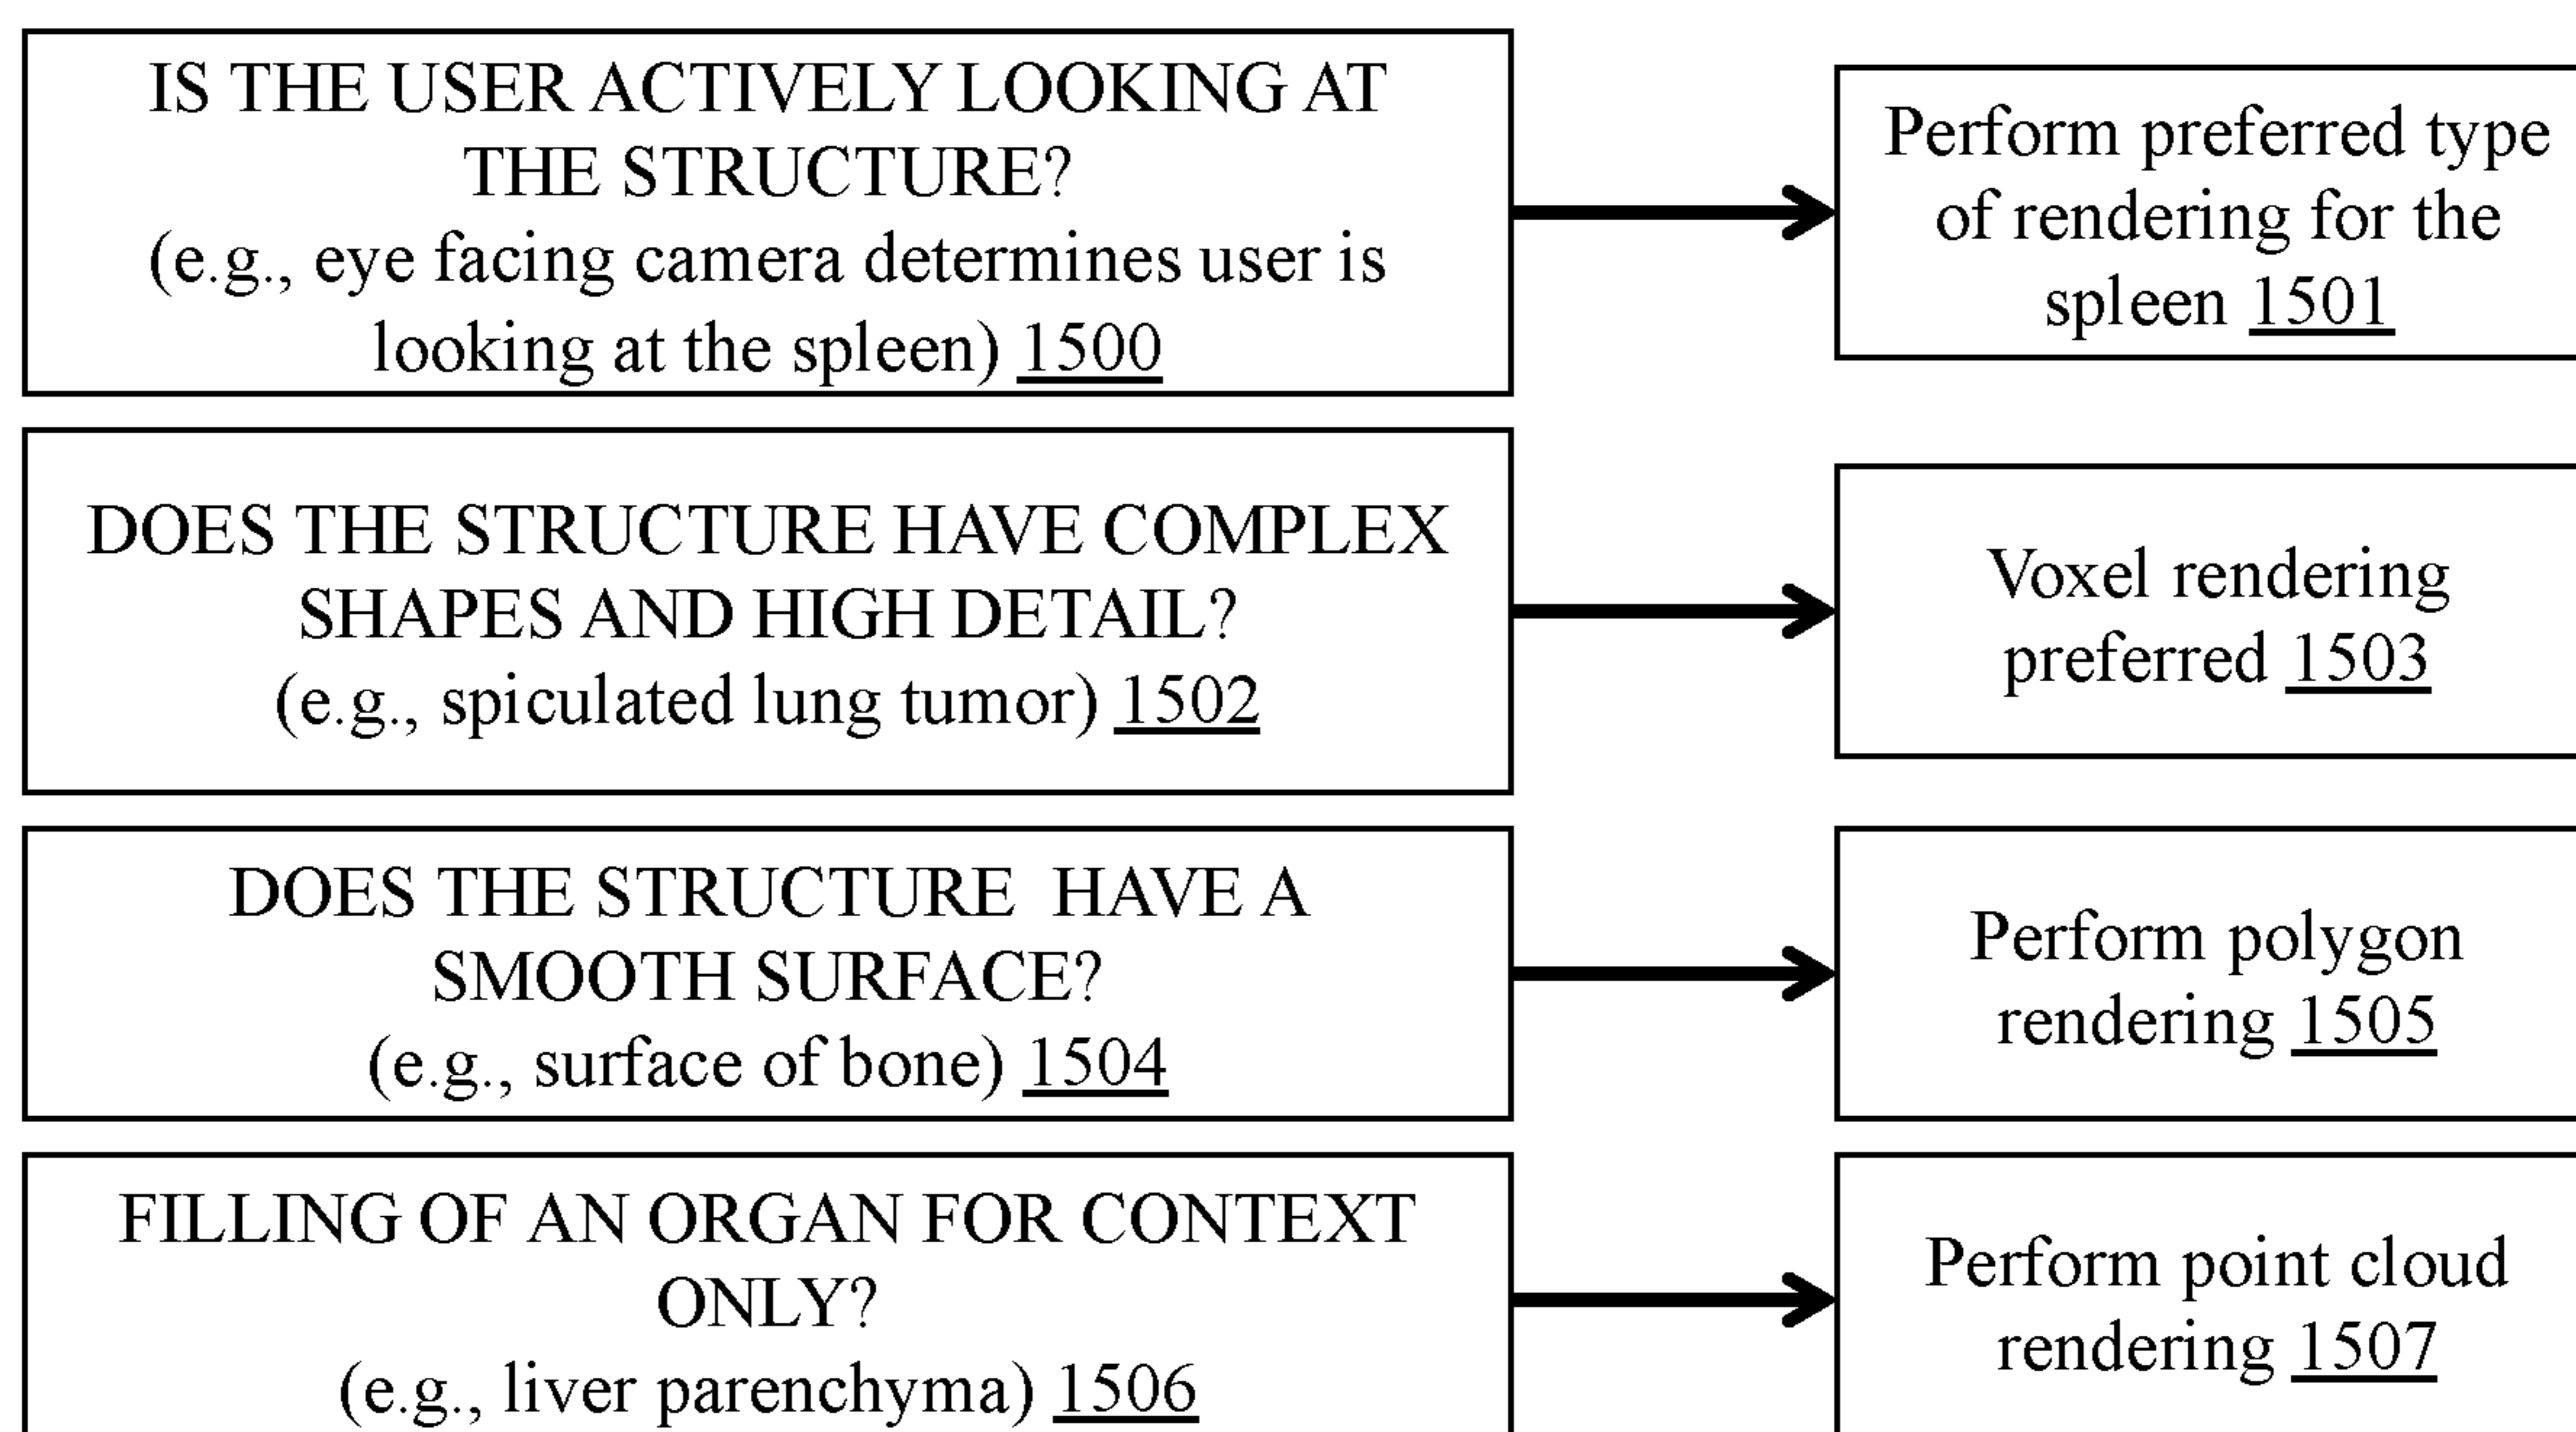 IS THE USER ACTIVELY LOOKING AT
THE STRUCTURE?
(e.g., eye facing camera determines user is
looking at the spleen) 1500
Perform preferred type
of rendering for the
spleen 1501
DOES THE STRUCTURE HAVE COMPLEX
SHAPES AND HIGH DETAIL?
(e.g., spiculated lung tumor) 1502
Voxel rendering
preferred 1503
DOES THE STRUCTURE  HAVE A
SMOOTH SURFACE?
(e.g., surface of bone) 1504
Perform polygon
rendering 1505
FILLING OF AN ORGAN FOR CONTEXT
ONLY?
(e.g., liver parenchyma) 1506
Perform point cloud
rendering 1507